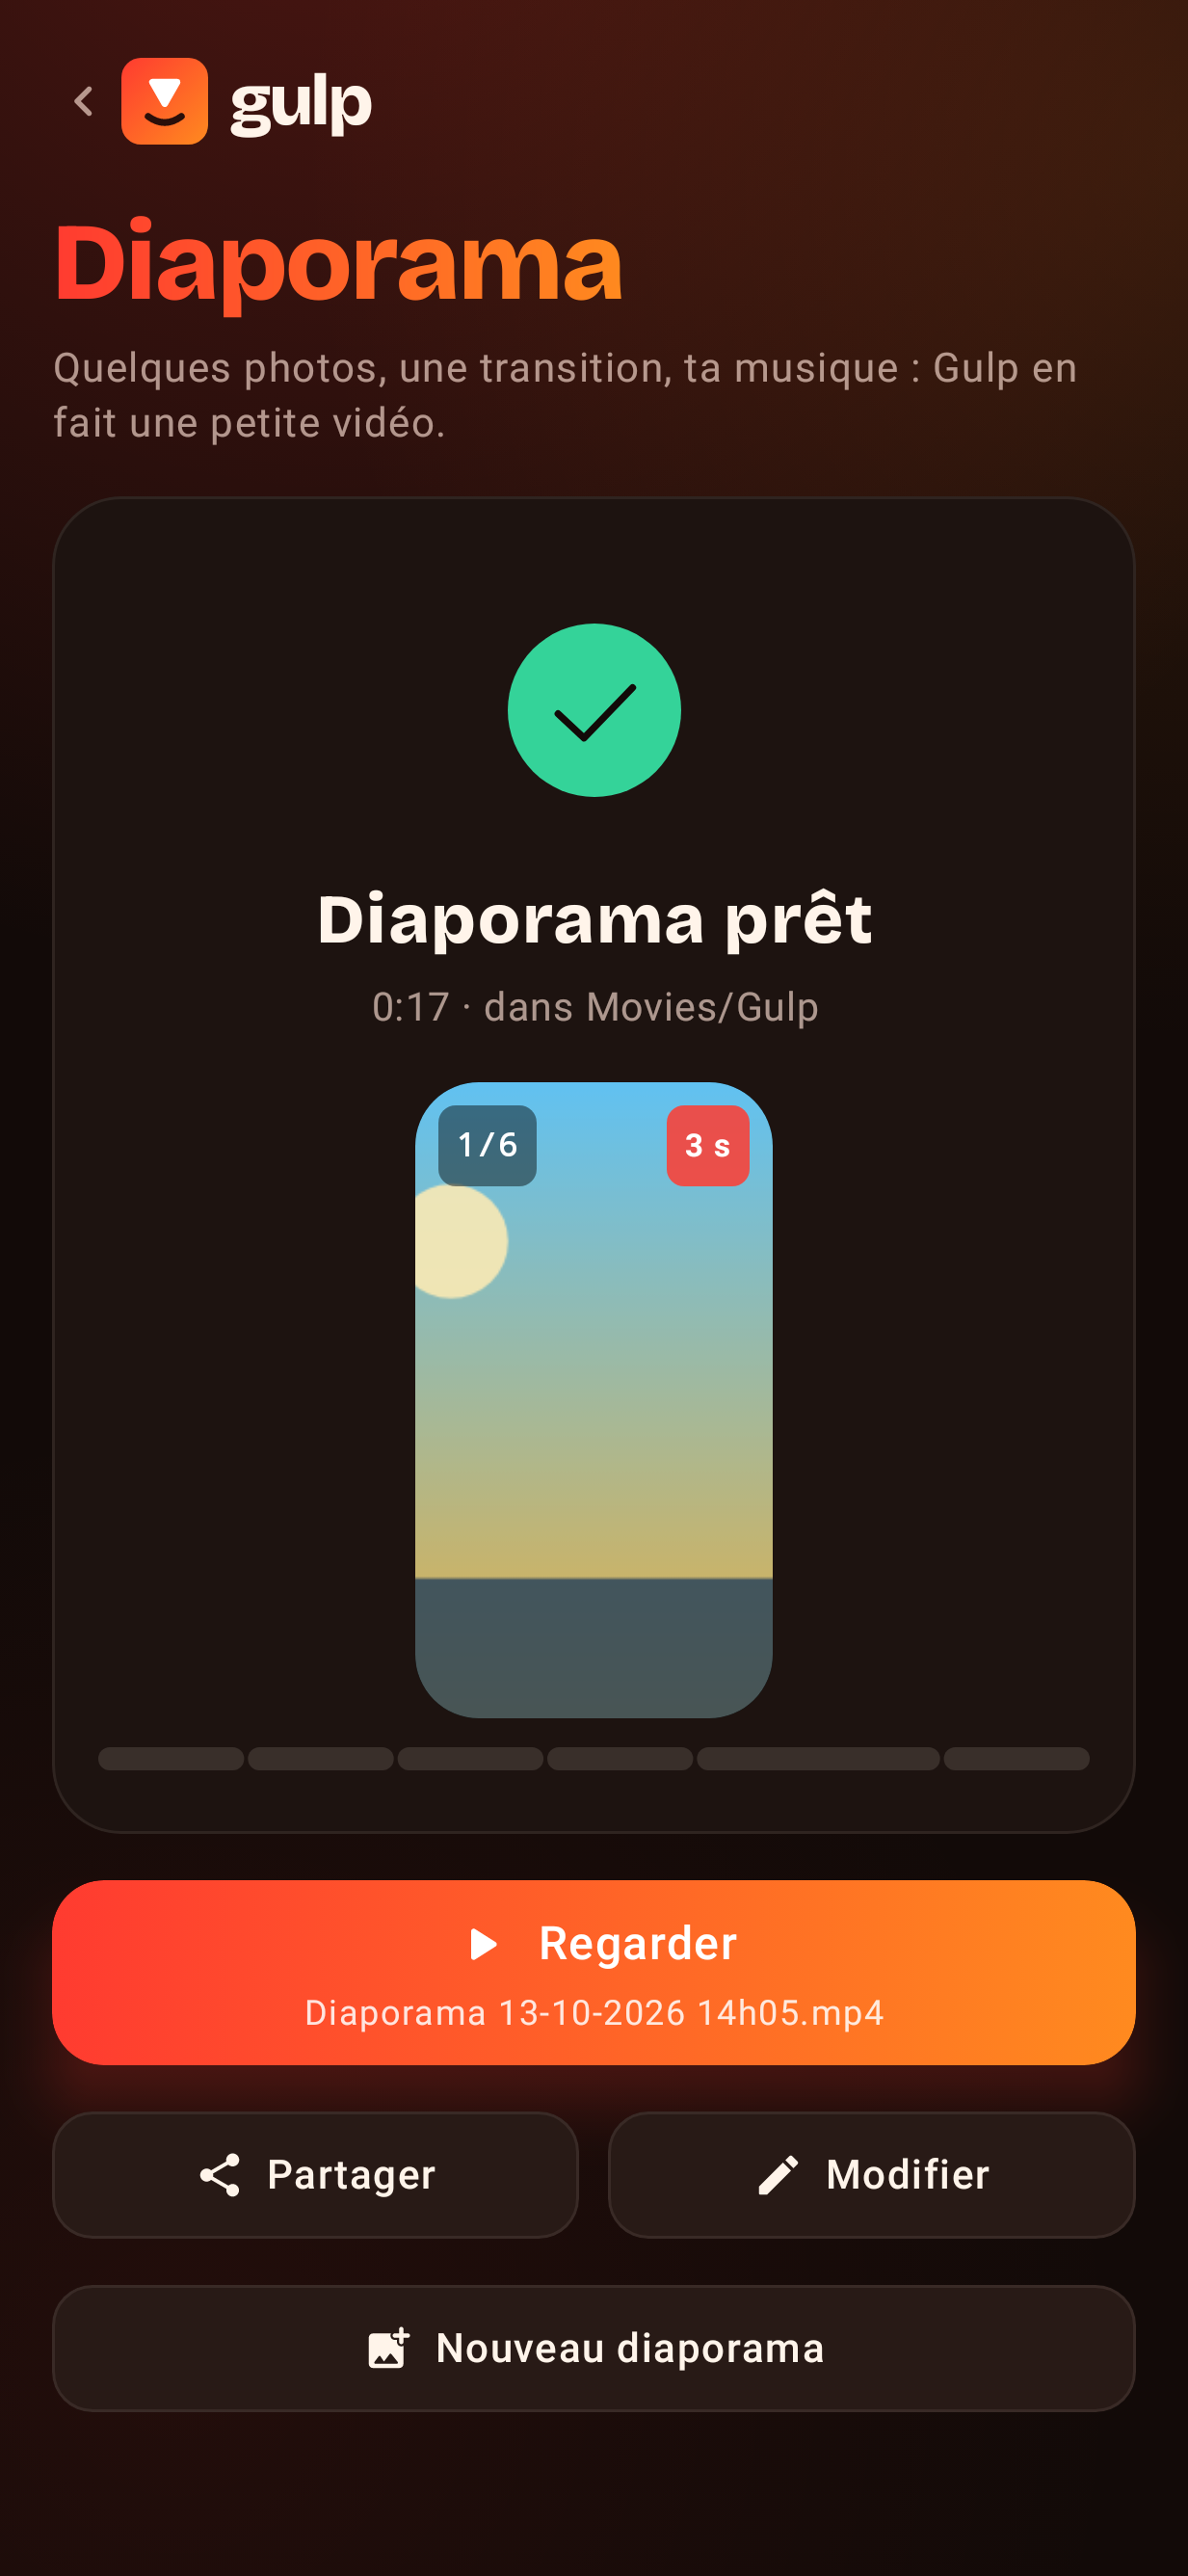 gulp
Diaporama
Quelques photos, une transition, ta musique : Gulp en
fait une petite vidéo.
Diaporama prêt
0:17 · dans Movies/Gulp
1/6
3 s
Regarder
Diaporama 13-10-2026 14h05.mp4
Partager
Modifier
Nouveau diaporama